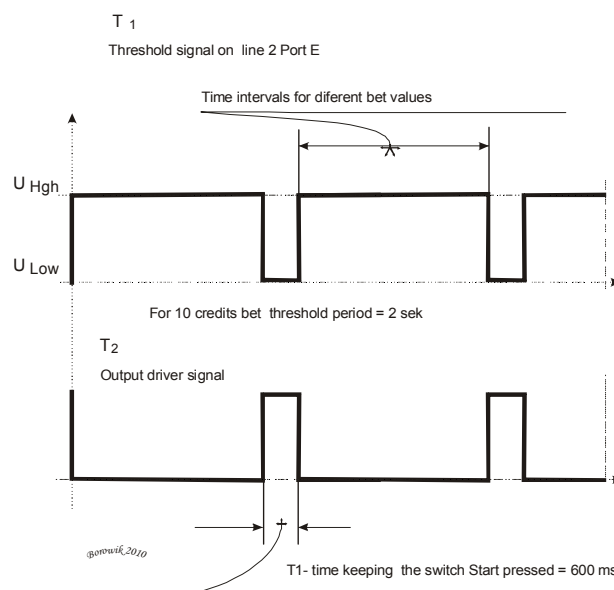 T 1
Threshold signal on line 2 Port E
Time intervals for diferent bet values
U Hgh
U Low
For 10 credits bet threshold period = 2 sek
T2
Output driver signal
Borowik 2010
T1- time keeping the switch Start pressed = 600 ms